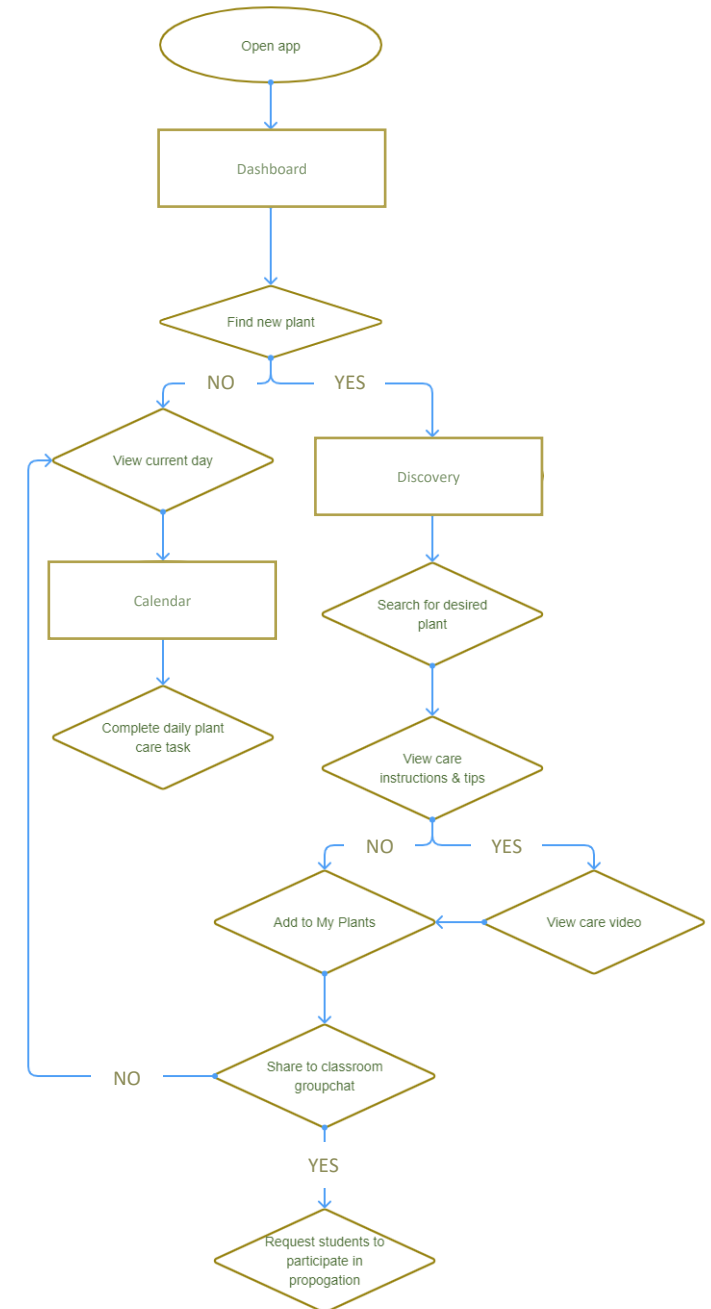 Open app
Dashboard
Find new plant
NO
YES
View current day
Discovery
Calendar
Search for desired
plant
Complete daily plant
care task
View care
instructions & tips
NO
YES
Add to My Plants
View care video
Share to classroom
groupchat
NO
YES
Request students to
participate in
propogation